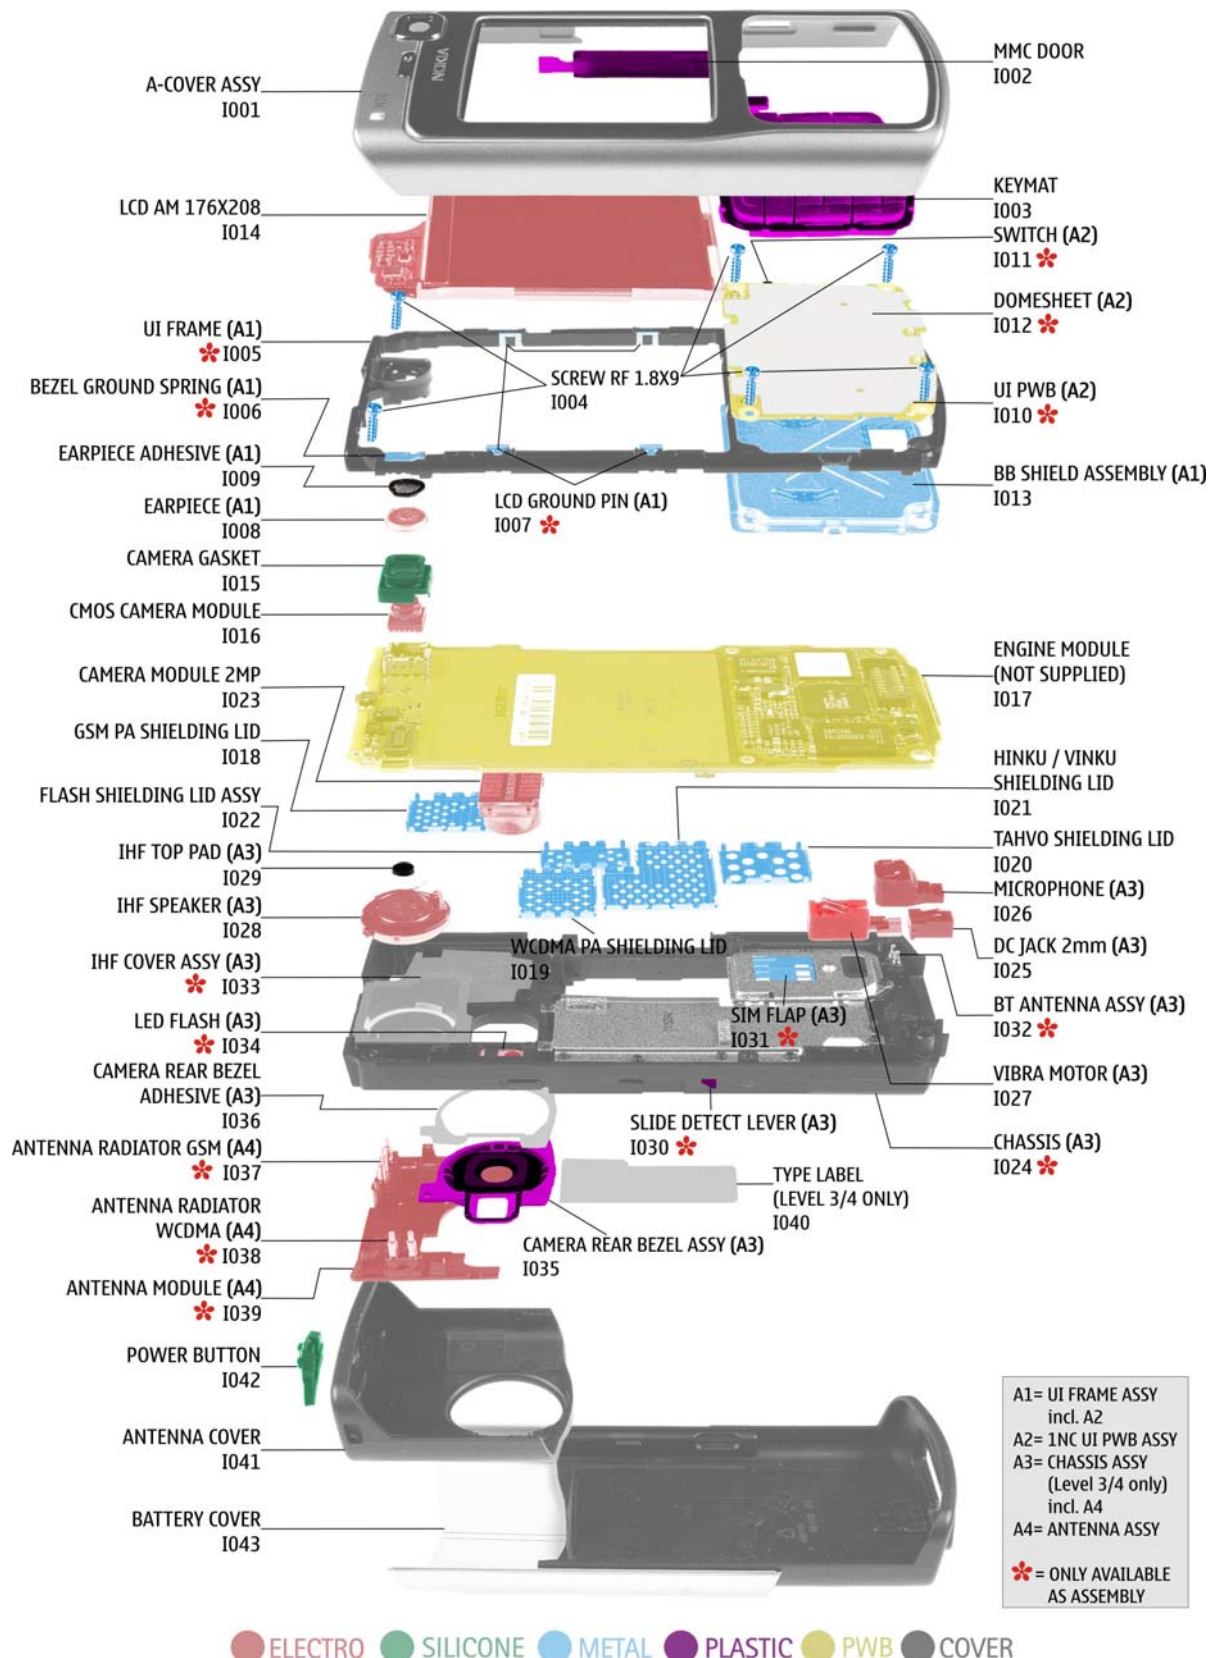 NOKIA
A-COVER ASSY
I001
MMC DOOR
I002
LCD AM 176X208
I014
KEYMAT
I003
SWITCH (A2)
I011 *
DOMESHEET (A2)
I012 *
UI FRAME (A1)
* I005
SCREW RF 1.8X9
I004
BEZEL GROUND SPRING (A1)
* I006
UI PWB (A2)
I010 *
EARPIECE ADHESIVE (A1)
I009
LCD GROUND PIN (A1)
I007 *
BB SHIELD ASSEMBLY (A1)
I013
EARPIECE (A1)
I008
CAMERA GASKET
I015
CMOS CAMERA MODULE
I016
ENGINE MODULE
(NOT SUPPLIED)
I017
CAMERA MODULE 2MP
I023
GSM PA SHIELDING LID
I018
HINKU / VINKU
SHIELDING LID
I021
FLASH SHIELDING LID ASSY
I022
TAHVO SHIELDING LID
I020
IHF TOP PAD (A3)
I029
MICROPHONE (A3)
I026
IHF SPEAKER (A3)
I028
WCDMA PA SHIELDING LID
I019
DC JACK 2mm (A3)
I025
IHF COVER ASSY (A3)
* I033
SIM FLAP (A3)
I031 *
BT ANTENNA ASSY (A3)
I032 *
LED FLASH (A3)
* I034
VIBRA MOTOR (A3)
I027
CAMERA REAR BEZEL
ADHESIVE (A3)
I036
SLIDE DETECT LEVER (A3)
I030 *
CHASSIS (A3)
I024 *
ANTENNA RADIATOR GSM (A4)
* I037
TYPE LABEL
(LEVEL 3/4 ONLY)
I040
ANTENNA RADIATOR
WCDMA (A4)
* I038
CAMERA REAR BEZEL ASSY (A3)
I035
ANTENNA MODULE (A4)
* I039
POWER BUTTON
I042
ANTENNA COVER
I041
BATTERY COVER
I043
A1= UI FRAME ASSY
incl. A2
A2= 1NC UI PWB ASSY
A3= CHASSIS ASSY
(Level 3/4 only)
incl. A4
A4= ANTENNA ASSY
* = ONLY AVAILABLE
AS ASSEMBLY
ELECTRO SILICONE METAL PLASTIC PWB COVER